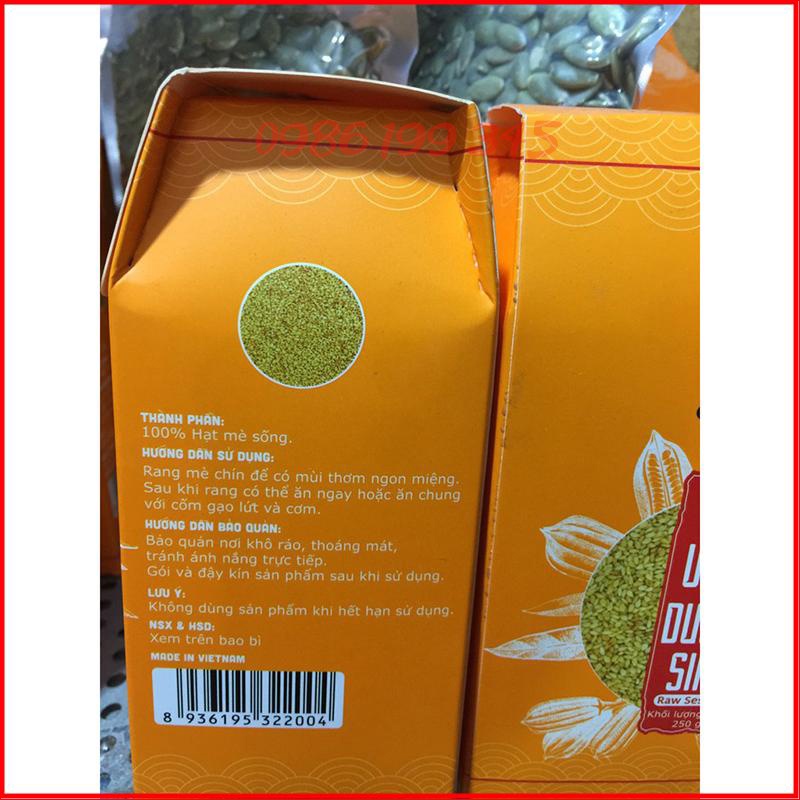 THÀNH PHẦN:
100% Hạt mè sống.
HƯỚNG DẪN SỬ DỤNG:
Rang mè chín để có mùi thơm ngon miệng.
Sau khi rang có thể ăn ngay hoặc ăn chung
với cốm gạo lứt và cơm.
HƯỚNG DẪN BẢO QUẢN:
Bảo quản nơi khô ráo, thoáng mát,
tránh ánh nắng trực tiếp.
Gói và đậy kín sản phẩm sau khi sử dụng.
LƯU Ý:
Không dùng sản phẩm khi hết hạn sử dụng.
NSX & HSD:
Xem trên bao bì
MADE IN VIETNAM
8 936195 322004
SI
Raw Ses
Khối lượng
250 g